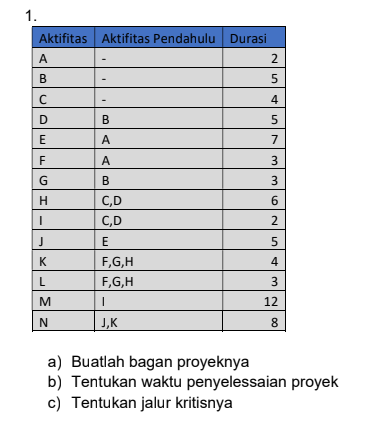 1.
Aktifitas Aktifitas Pendahulu Durasi
A - 2
B - 5
C - 4
D B 5
E A 7
F A 3
G B 3
H C,D 6
I C,D 2
J E 5
K F,G,H 4
L F,G,H 3
M I 12
N J,K 8
a) Buatlah bagan proyeknya
b) Tentukan waktu penyelessaian proyek
c) Tentukan jalur kritisnya